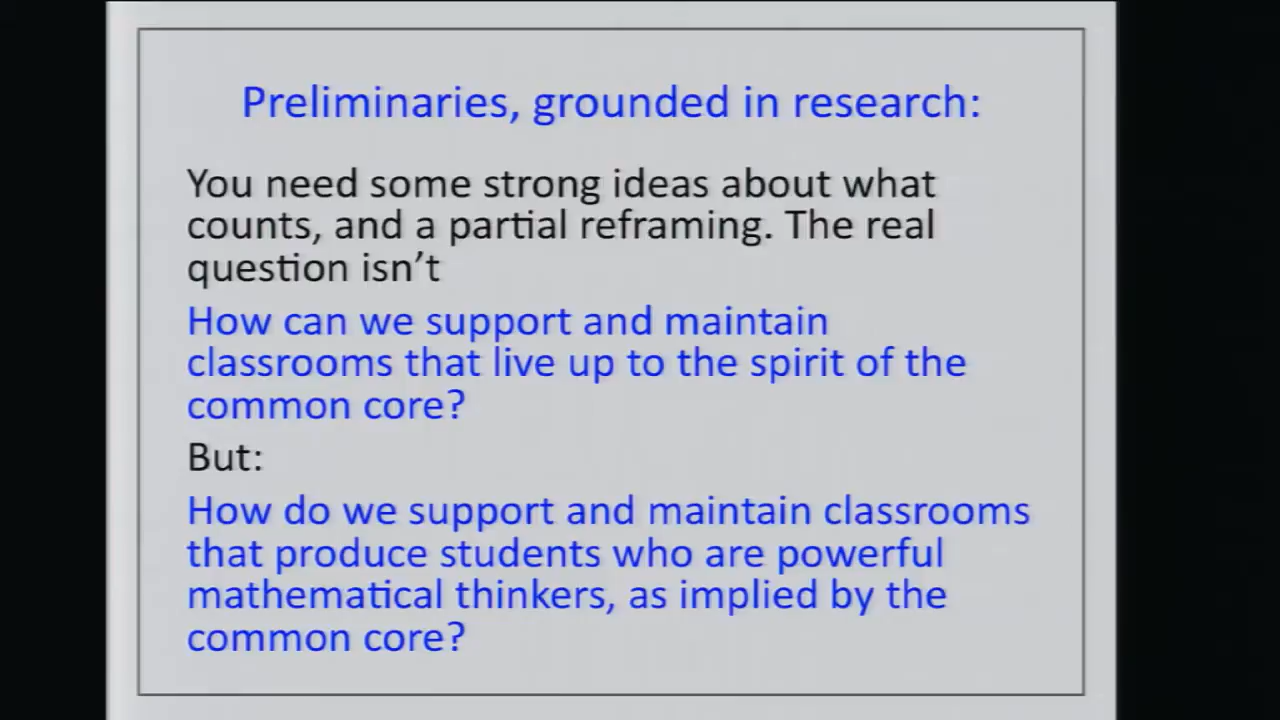 Preliminaries, grounded in research:
You need some strong ideas about what
counts, and a partial reframing. The real
question isn’t
How can we support and maintain
classrooms that live up to the spirit of the
common core?
But:
How do we support and maintain classrooms
that produce students who are powerful
mathematical thinkers, as implied by the
common core?